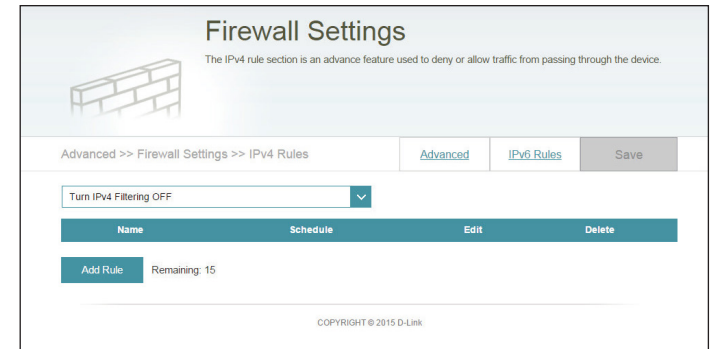 Firewall Settings
The IPv4 rule section is an advance feature used to deny or allow traffic from passing through the device.
Advanced >> Firewall Settings >> IPv4 Rules
Advanced
IPv6 Rules
Save
Turn IPv4 Filtering OFF
Name Schedule Edit Delete
Add Rule Remaining: 15
COPYRIGHT © 2015 D-Link